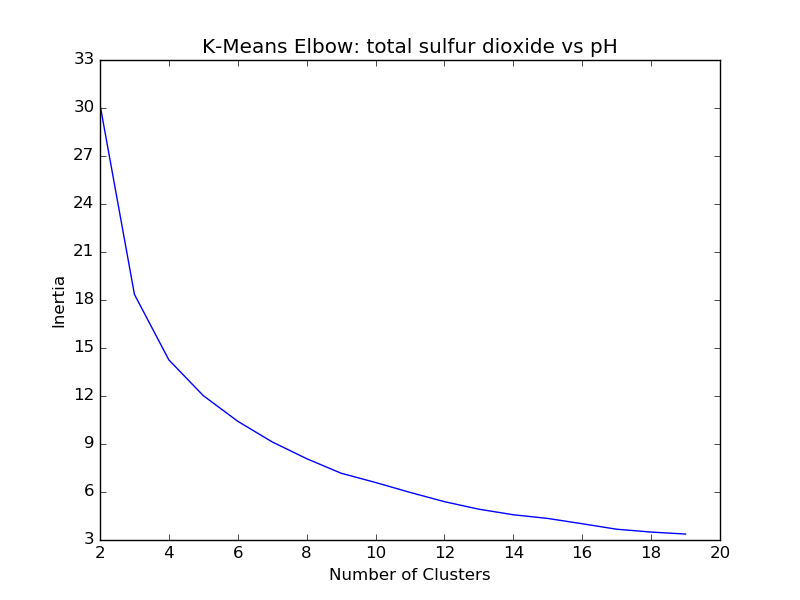 K-Means Elbow: total sulfur dioxide vs pH
33
30
27
24
21
18
15
12
9
6
3
Inertia
2 4 6 8 10 12 14 16 18 20
Number of Clusters